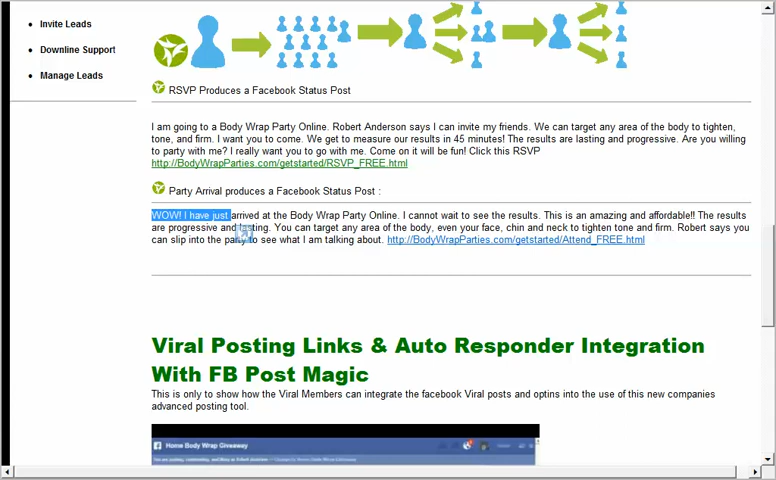 Invite Leads
Downline Support
Manage Leads
RSVP Produces a Facebook Status Post
I am going to a Body Wrap Party Online. Robert Anderson says I can invite my friends. We can target any area of the body to tighten,
tone, and firm. I want you to come. We get to measure our results in 45 minutes! The results are lasting and progressive. Are you willing
to party with me? I really want you to go with me. Come on it will be fun! Click this RSVP
http://BodyWrapParties.com/getstarted/RSVP_FREE.html
Party Arrival produces a Facebook Status Post :
WOW! I have just arrived at the Body Wrap Party Online. I cannot wait to see the results. This is an amazing and affordable!! The results
are progressive and lasting. You can target any area of the body, even your face, chin and neck to tighten tone and firm. Robert says you
can slip into the party to see what I am talking about. http://BodyWrapParties.com/getstarted/Attend_FREE.html
Viral Posting Links & Auto Responder Integration
With FB Post Magic
This is only to show how the Viral Members can integrate the facebook Viral posts and optins into the use of this new companies
advanced posting tool.
Home Body Wrap Giveaway